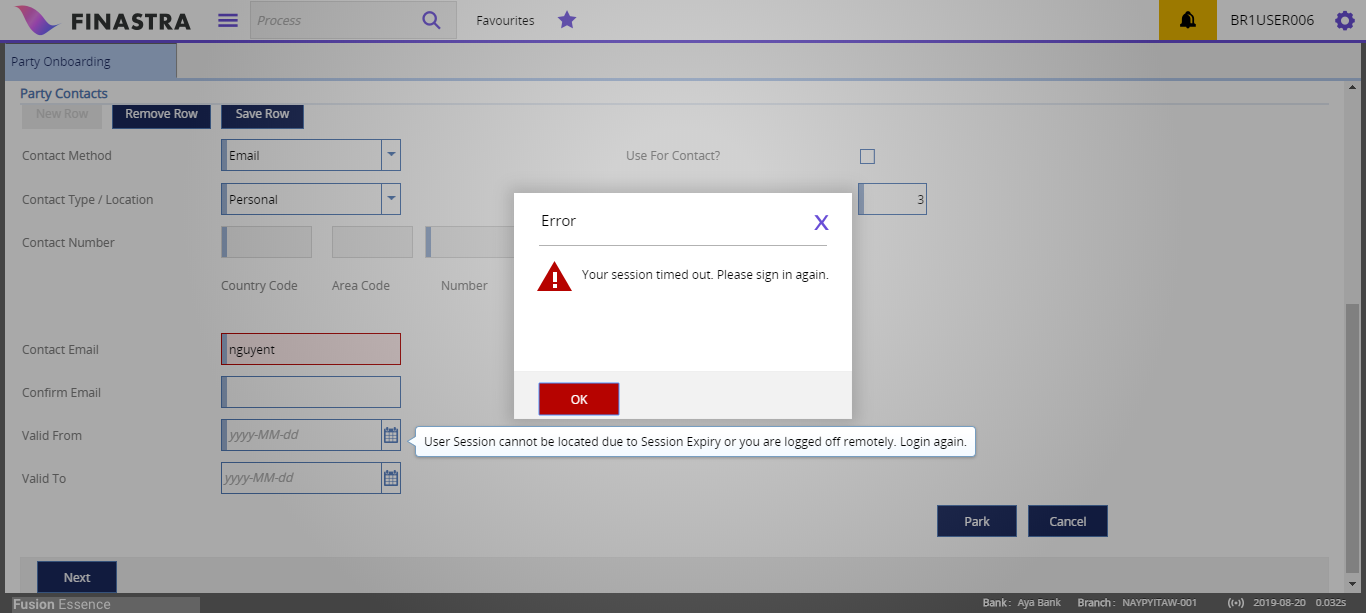 FINASTRA Process Favourites BR1USER006
Party Onboarding
Party Contacts
New Row Remove Row Save Row
Contact Method Email Use For Contact?
Contact Type / Location Personal 3
Contact Number
Country Code Area Code Number
Error X
Your session timed out. Please sign in again.
OK
Contact Email nguyent
Confirm Email
Valid From yyyy-MM-dd User Session cannot be located due to Session Expiry or you are logged off remotely. Login again.
Valid To yyyy-MM-dd
Park Cancel
Next
Fusion Essence Bank : Aya Bank Branch : NAYPYITAW-001 2019-08-20 0.032s